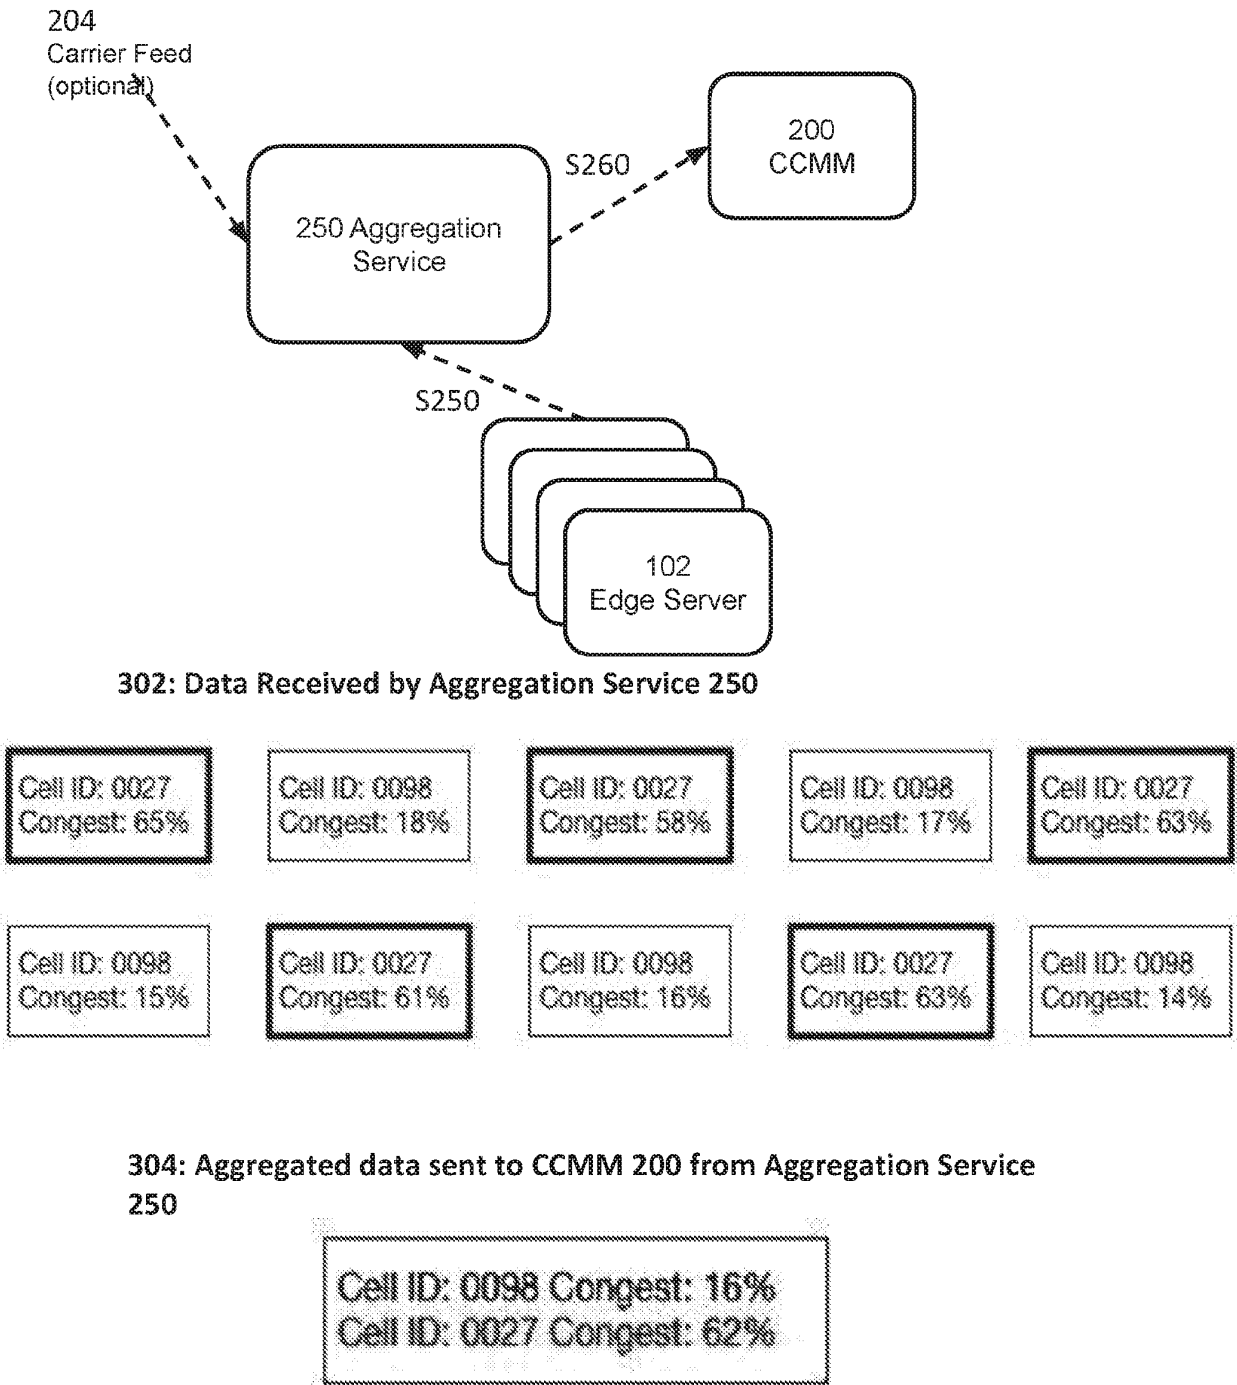 204
Carrier Feed
(optional)
S260
200
CCMM
250 Aggregation
Service
S250
102
Edge Server
302: Data Received by Aggregation Service 250
Cell ID: 0027
Congest: 65%
Cell ID: 0098
Congest: 18%
Cell ID: 0027
Congest: 58%
Cell ID: 0098
Congest: 17%
Cell ID: 0027
Congest: 63%
Cell ID: 0098
Congest: 15%
Cell ID: 0027
Congest: 61%
Cell ID: 0098
Congest: 16%
Cell ID: 0027
Congest: 63%
Cell ID: 0098
Congest: 14%
304: Aggregated data sent to CCMM 200 from Aggregation Service
250
Cell ID: 0098 Congest: 16%
Cell ID: 0027 Congest: 62%